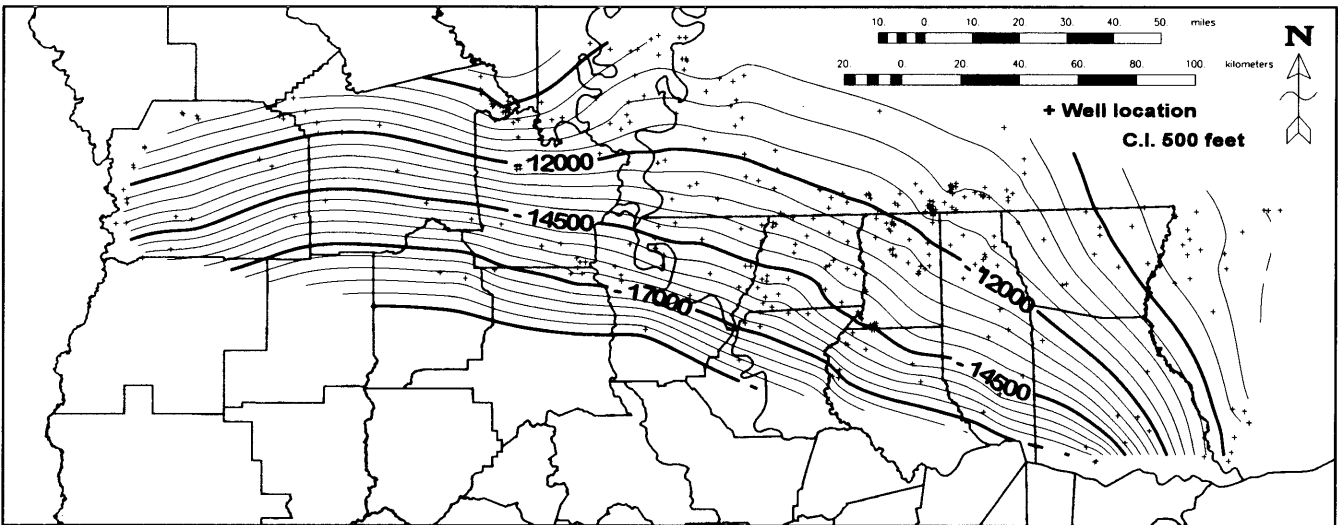 10. 0. 10 20 30. 40. 50. miles
N
20. 0. 20 40 60. 80. 100. kilometers
+ Well location
C.I. 500 feet
- 12000
- 14500
- 17000
- 12000
- 14500